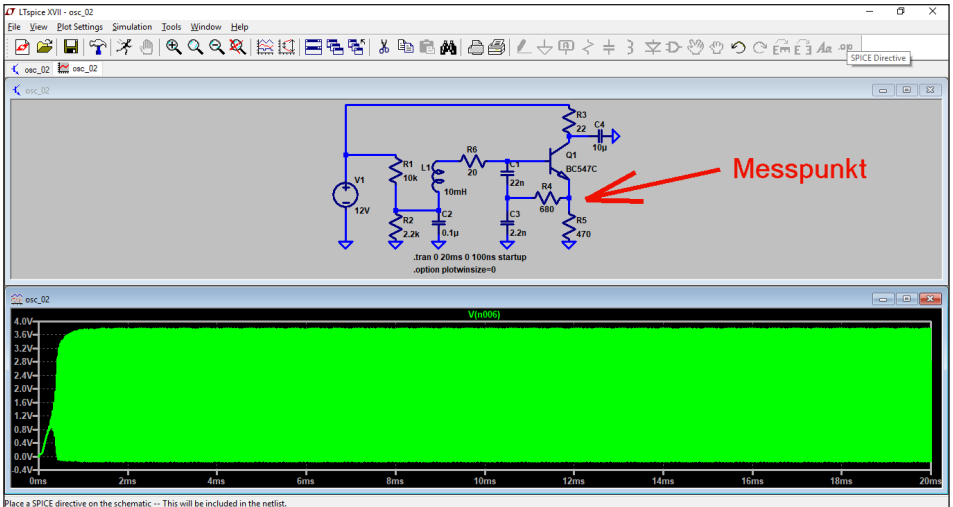 LTspice XVII - osc_02
File View Plot Settings Simulation Tools Window Help
SPICE Directive
osc_02 osc_02
osc_02
R3
22
C4
10µ
Q1
BC547C
R6
20
R1
10k
L1
10mH
C1
22n
R4
680
V1
12V
R2
2.2k
C2
0.1µ
C3
2.2n
R5
470
Messpunkt
.tran 0 20ms 0 100ns startup
.option plotwinsize=0
osc_02
V(n006)
4.0V
3.6V
3.2V
2.8V
2.4V
2.0V
1.6V
1.2V
0.8V
0.4V
0.0V
-0.4V
0ms 2ms 4ms 6ms 8ms 10ms 12ms 14ms 16ms 18ms 20ms
Place a SPICE directive on the schematic -- This will be included in the netlist.